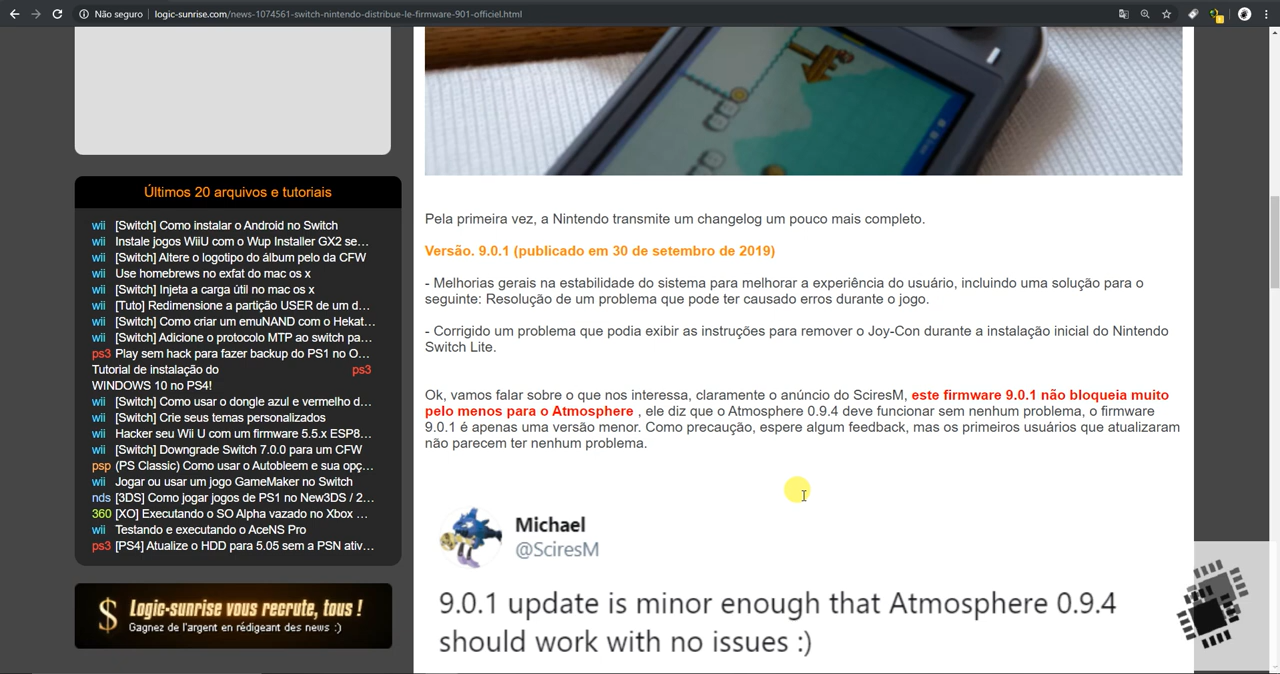 Não seguro
logic-sunrise.com/news-1074561-switch-nintendo-distribue-le-firmware-901-officiel.html
Últimos 20 arquivos e tutoriais
wii [Switch] Como instalar o Android no Switch
wii Instale jogos WiiU com o Wup Installer GX2 se...
wii [Switch] Altere o logotipo do álbum pelo da CFW
wii Use homebrews no exfat do mac os x
wii [Switch] Injeta a carga útil no mac os x
wii [Tuto] Redimensione a partição USER de um d...
wii [Switch] Como criar um emuNAND com o Hekat...
wii [Switch] Adicione o protocolo MTP ao switch pa...
ps3 Play sem hack para fazer backup do PS1 no O...
Tutorial de instalação do ps3
WINDOWS 10 no PS4!
wii [Switch] Como usar o dongle azul e vermelho d...
wii [Switch] Crie seus temas personalizados
wii Hacker seu Wii U com um firmware 5.5.x ESP8...
wii [Switch] Downgrade Switch 7.0.0 para um CFW
psp (PS Classic) Como usar o Autobleem e sua opç...
wii Jogar ou usar um jogo GameMaker no Switch
nds [3DS] Como jogar jogos de PS1 no New3DS / 2...
360 [XO] Executando o SO Alpha vazado no Xbox ...
wii Testando e executando o AceNS Pro
ps3 [PS4] Atualize o HDD para 5.05 sem a PSN ativ...
$ Logic-sunrise vous recrute, tous !
Gagnez de l'argent en rédigeant des news :)
Pela primeira vez, a Nintendo transmite um changelog um pouco mais completo.
Versão. 9.0.1 (publicado em 30 de setembro de 2019)
- Melhorias gerais na estabilidade do sistema para melhorar a experiência do usuário, incluindo uma solução para o
seguinte: Resolução de um problema que pode ter causado erros durante o jogo.
- Corrigido um problema que podia exibir as instruções para remover o Joy-Con durante a instalação inicial do Nintendo
Switch Lite.
Ok, vamos falar sobre o que nos interessa, claramente o anúncio do SciresM, este firmware 9.0.1 não bloqueia muito
pelo menos para o Atmosphere , ele diz que o Atmosphere 0.9.4 deve funcionar sem nenhum problema, o firmware
9.0.1 é apenas uma versão menor. Como precaução, espere algum feedback, mas os primeiros usuários que atualizaram
não parecem ter nenhum problema.
Michael
@SciresM
9.0.1 update is minor enough that Atmosphere 0.9.4
should work with no issues :)